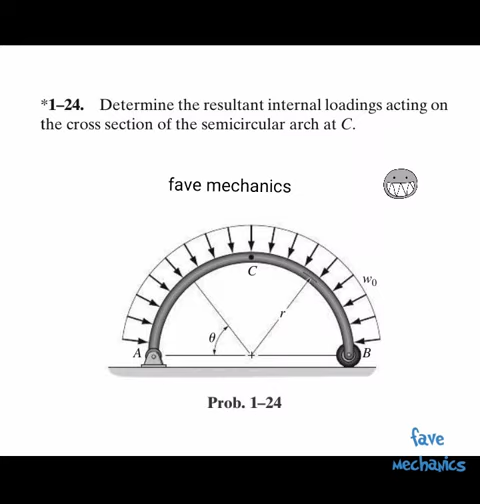 *1–24. Determine the resultant internal loadings acting on
the cross section of the semicircular arch at C.
fave mechanics
C
w0
r
θ
A
B
Prob. 1–24
fave
Mechanics